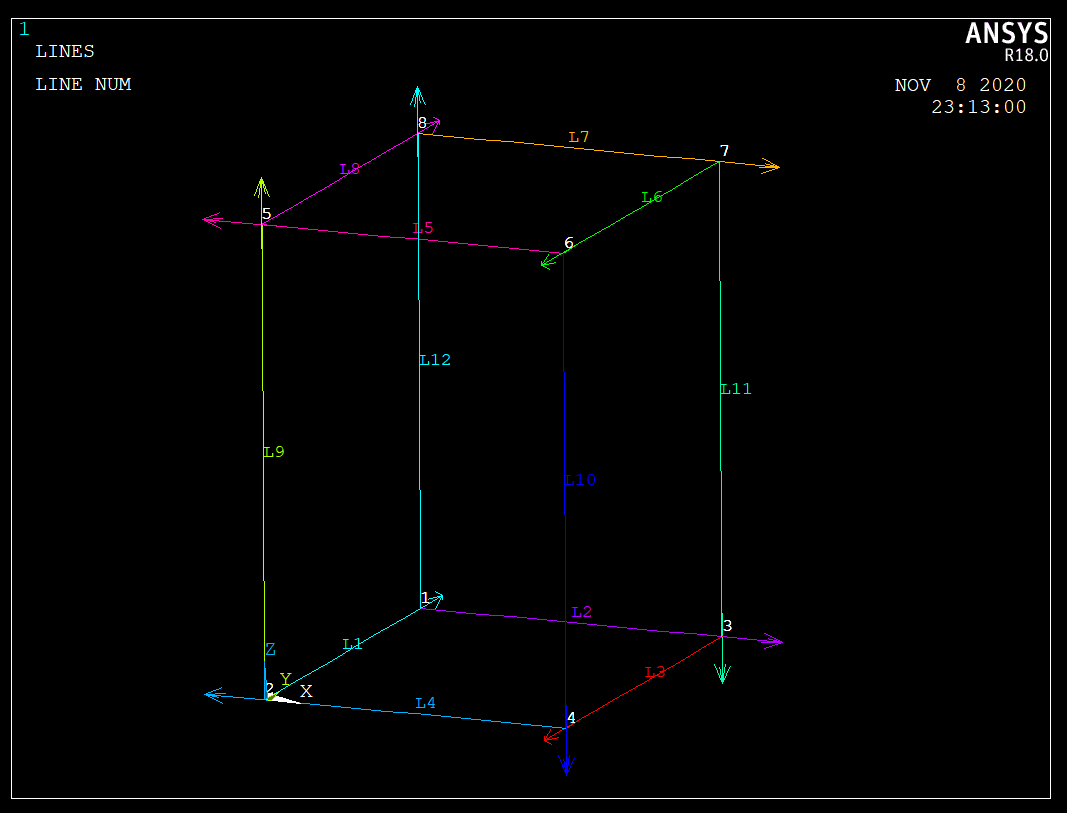 1
LINES
LINE NUM
ANSYS
R18.0
NOV  8 2020
23:13:00
8
L7
7
L8
L6
5
L5
6
L12
L11
L9
L10
1
L2
3
L1
Z
L3
Y
2
X
L4
4